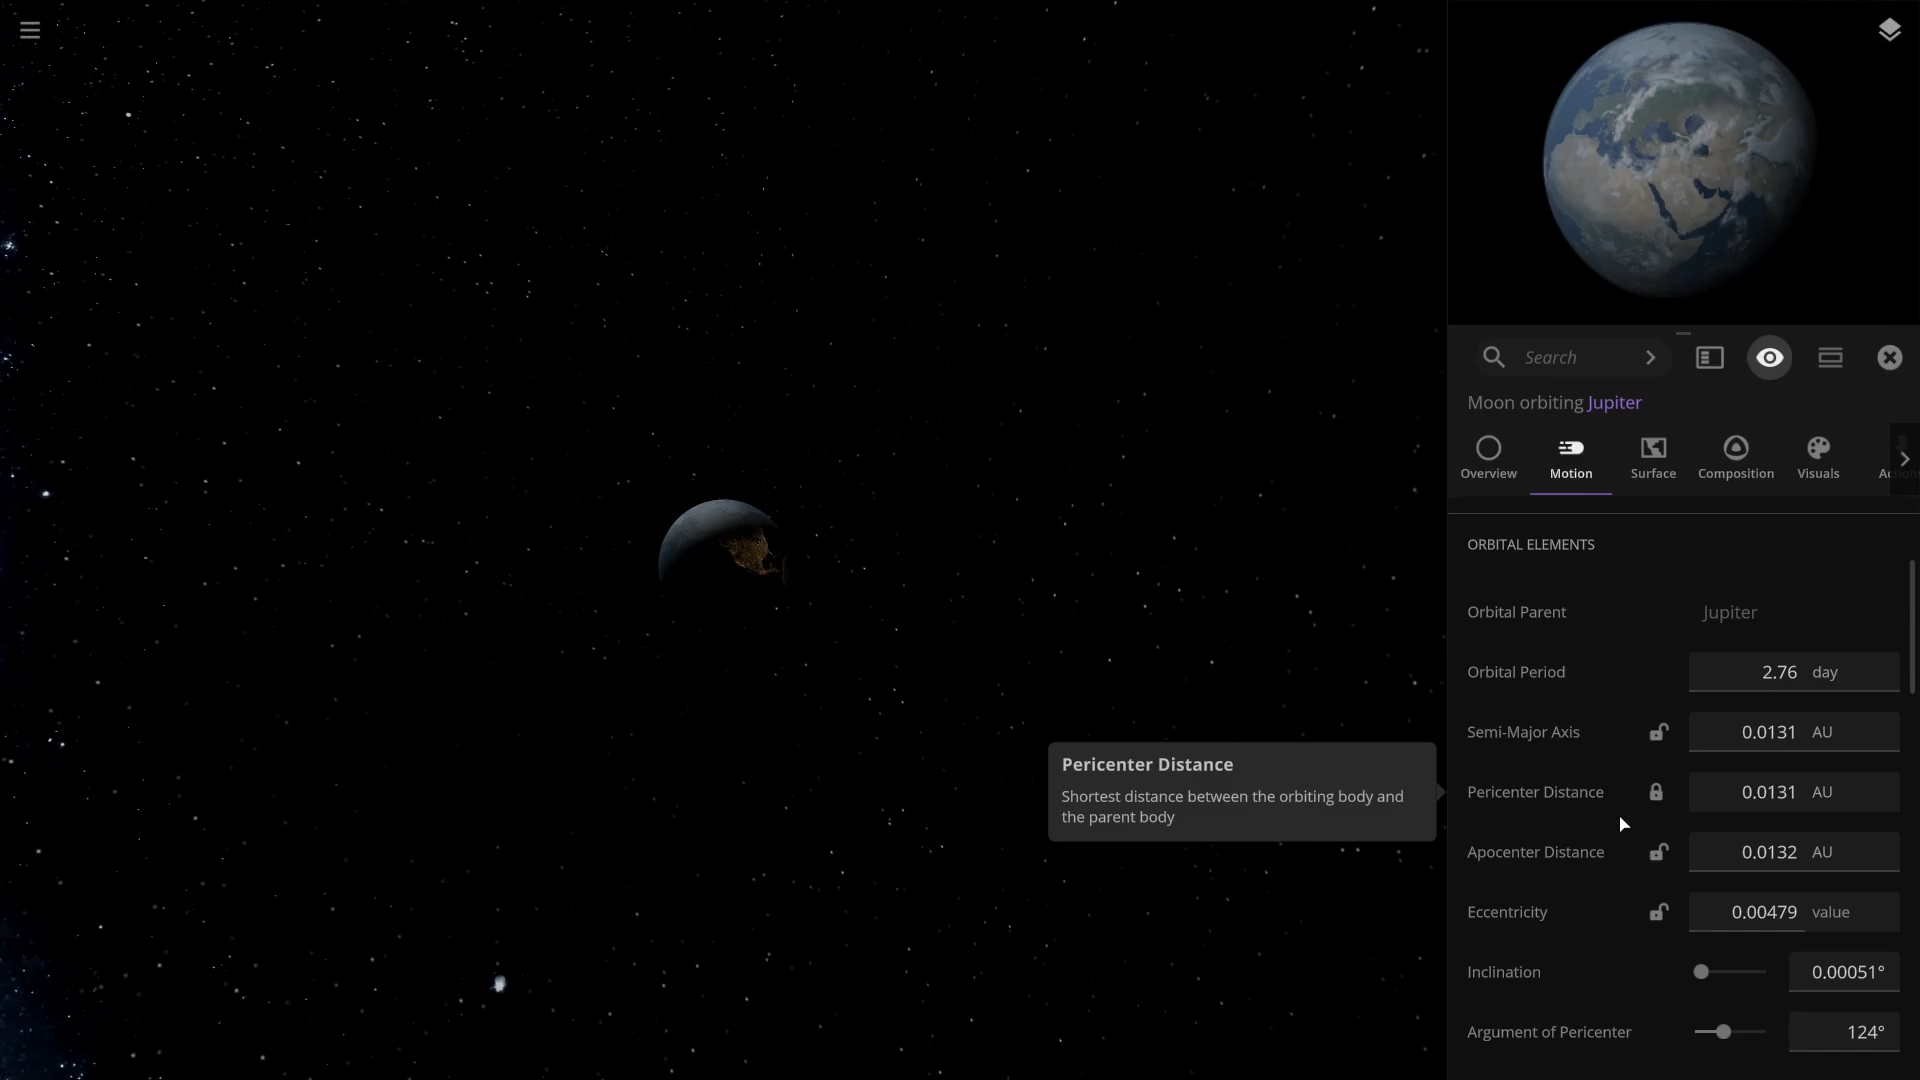 Search
Moon orbiting Jupiter
Overview
Motion
Surface
Composition
Visuals
ORBITAL ELEMENTS
Orbital Parent Jupiter
Orbital Period 2.76 day
Semi-Major Axis 0.0131 AU
Pericenter Distance
Shortest distance between the orbiting body and
the parent body
Pericenter Distance 0.0131 AU
Apocenter Distance 0.0132 AU
Eccentricity 0.00479 value
Inclination 0.00051°
Argument of Pericenter 124°